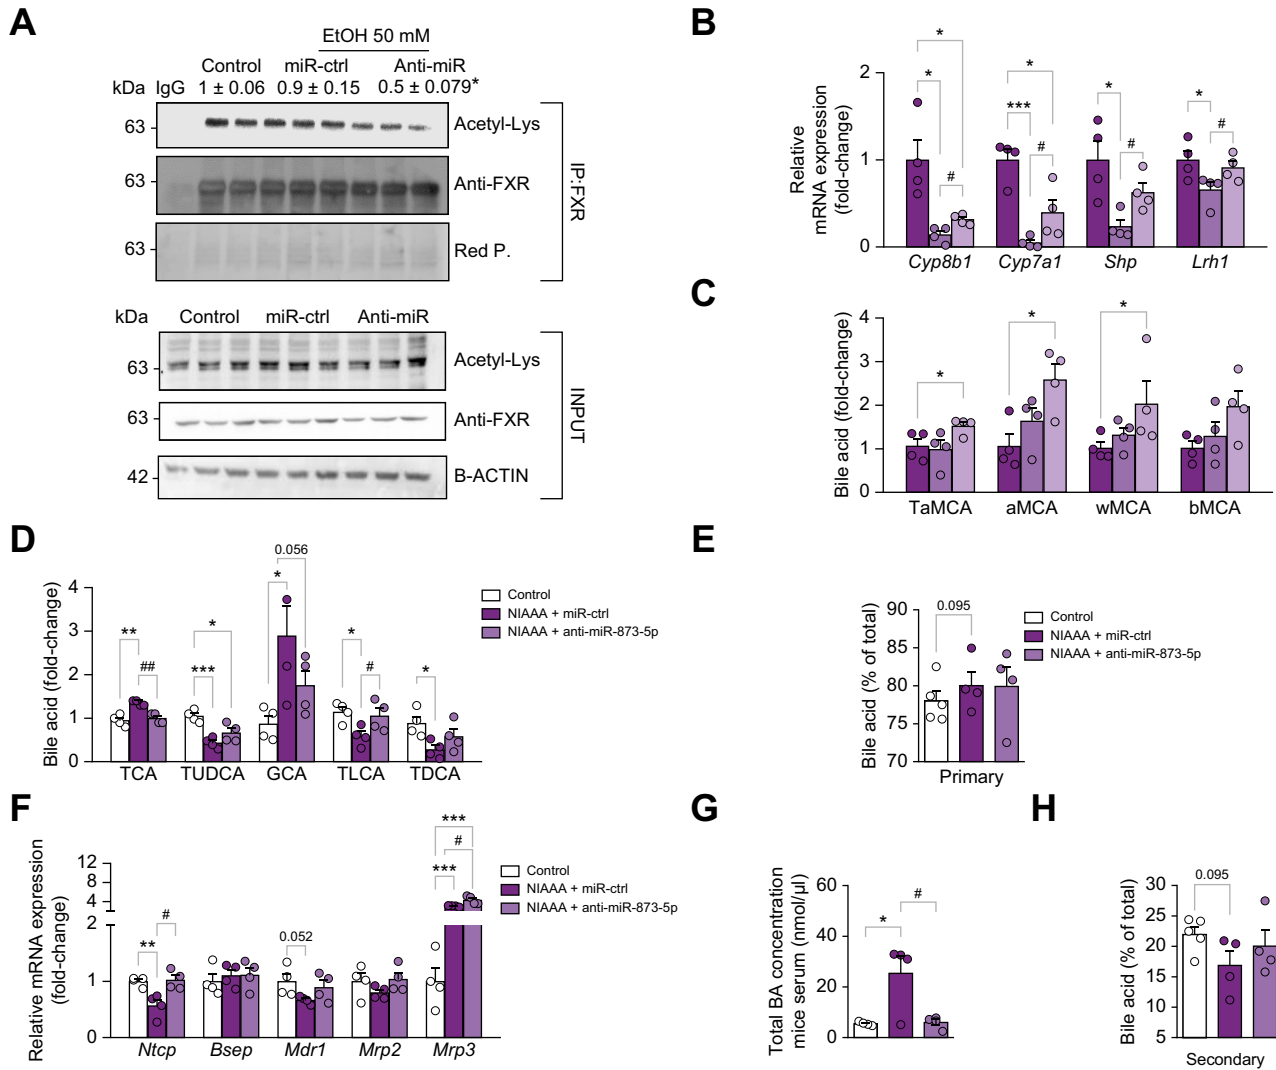 A
EtOH 50 mM
Control miR-ctrl Anti-miR
kDa IgG 1 ± 0.06 0.9 ± 0.15 0.5 ± 0.079*
63 Acetyl-Lys
63 Anti-FXR
63 Red P.
IP:FXR
kDa Control miR-ctrl Anti-miR
63 Acetyl-Lys
63 Anti-FXR
42 B-ACTIN
INPUT
B
Relative
mRNA expression
(fold-change)
2
1
0
* * # *** * # * # * #
Cyp8b1 Cyp7a1 Shp Lrh1
C
Bile acid (fold-change)
4
3
2
1
0
* * *
TaMCA aMCA wMCA bMCA
D
Bile acid (fold-change)
4
3
2
1
0
** ## *** * * 0.056 * # *
TCA TUDCA GCA TLCA TDCA
Control
NIAAA + miR-ctrl
NIAAA + anti-miR-873-5p
E
Bile acid (% of total)
90
85
80
75
70
0.095
Primary
Control
NIAAA + miR-ctrl
NIAAA + anti-miR-873-5p
F
Relative mRNA expression
(fold-change)
12
8
4
2
1
0
** # 0.052 *** # ***
Ntcp Bsep Mdr1 Mrp2 Mrp3
Control
NIAAA + miR-ctrl
NIAAA + anti-miR-873-5p
G
Total BA concentration
mice serum (nmol/µl)
60
40
20
0
* #
H
Bile acid (% of total)
30
25
20
15
10
5
0.095
Secondary